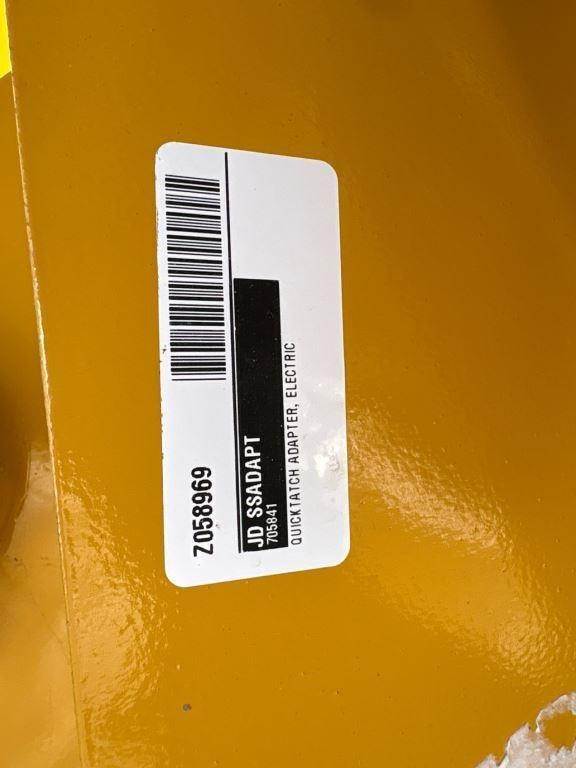 Z058969
JD SSADAPT
705841
QUICKTATCH ADAPTER, ELECTRIC